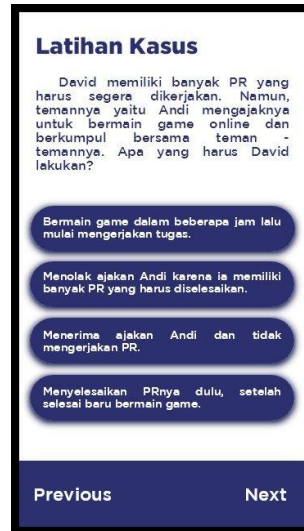 Latihan Kasus
David memiliki banyak PR yang
harus segera dikerjakan. Namun,
temannya yaitu Andi mengajaknya
untuk bermain game online dan
berkumpul bersama teman -
temannya. Apa yang harus David
lakukan?
Bermain game dalam beberapa jam lalu
mulai mengerjakan tugas.
Menolak ajakan Andi karena ia memiliki
banyak PR yang harus diselesaikan.
Menerima ajakan Andi dan tidak
mengerjakan PR.
Menyelesaikan PRnya dulu, setelah
selesai baru bermain game.
Previous Next